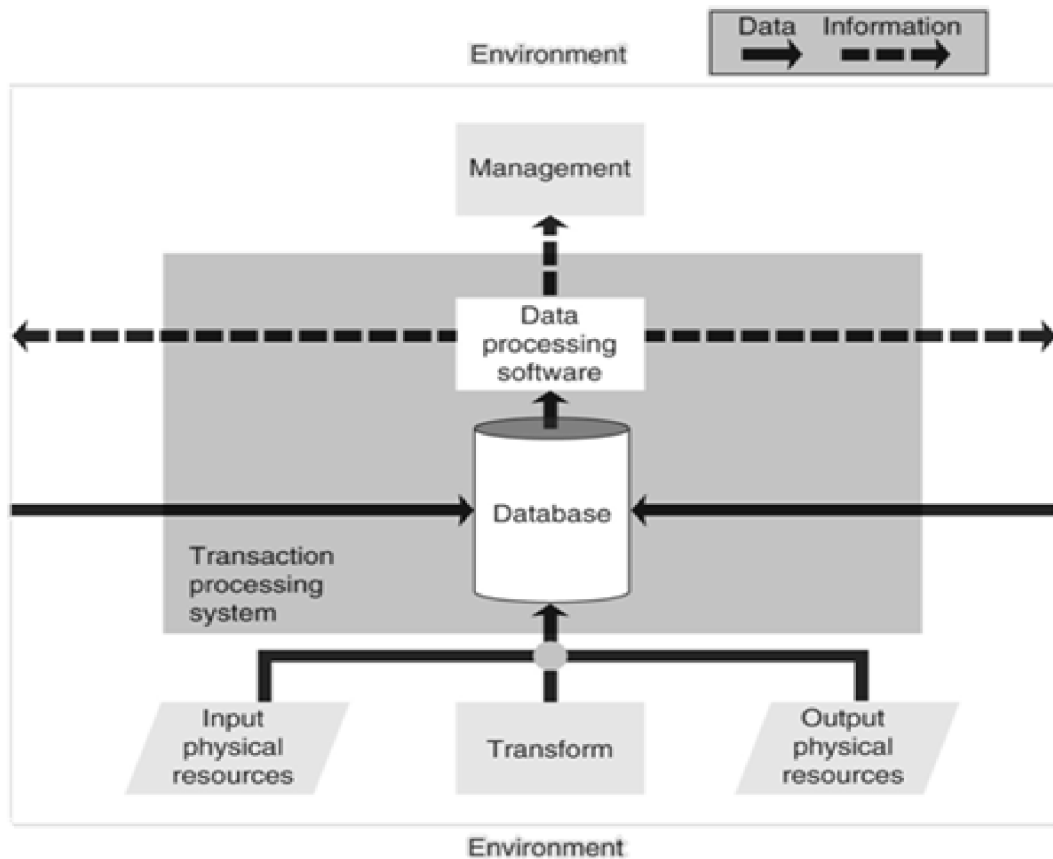 Data Information
Environment
Management
Data
processing
software
Database
Transaction
processing
system
Input
physical
resources
Transform
Output
physical
resources
Environment